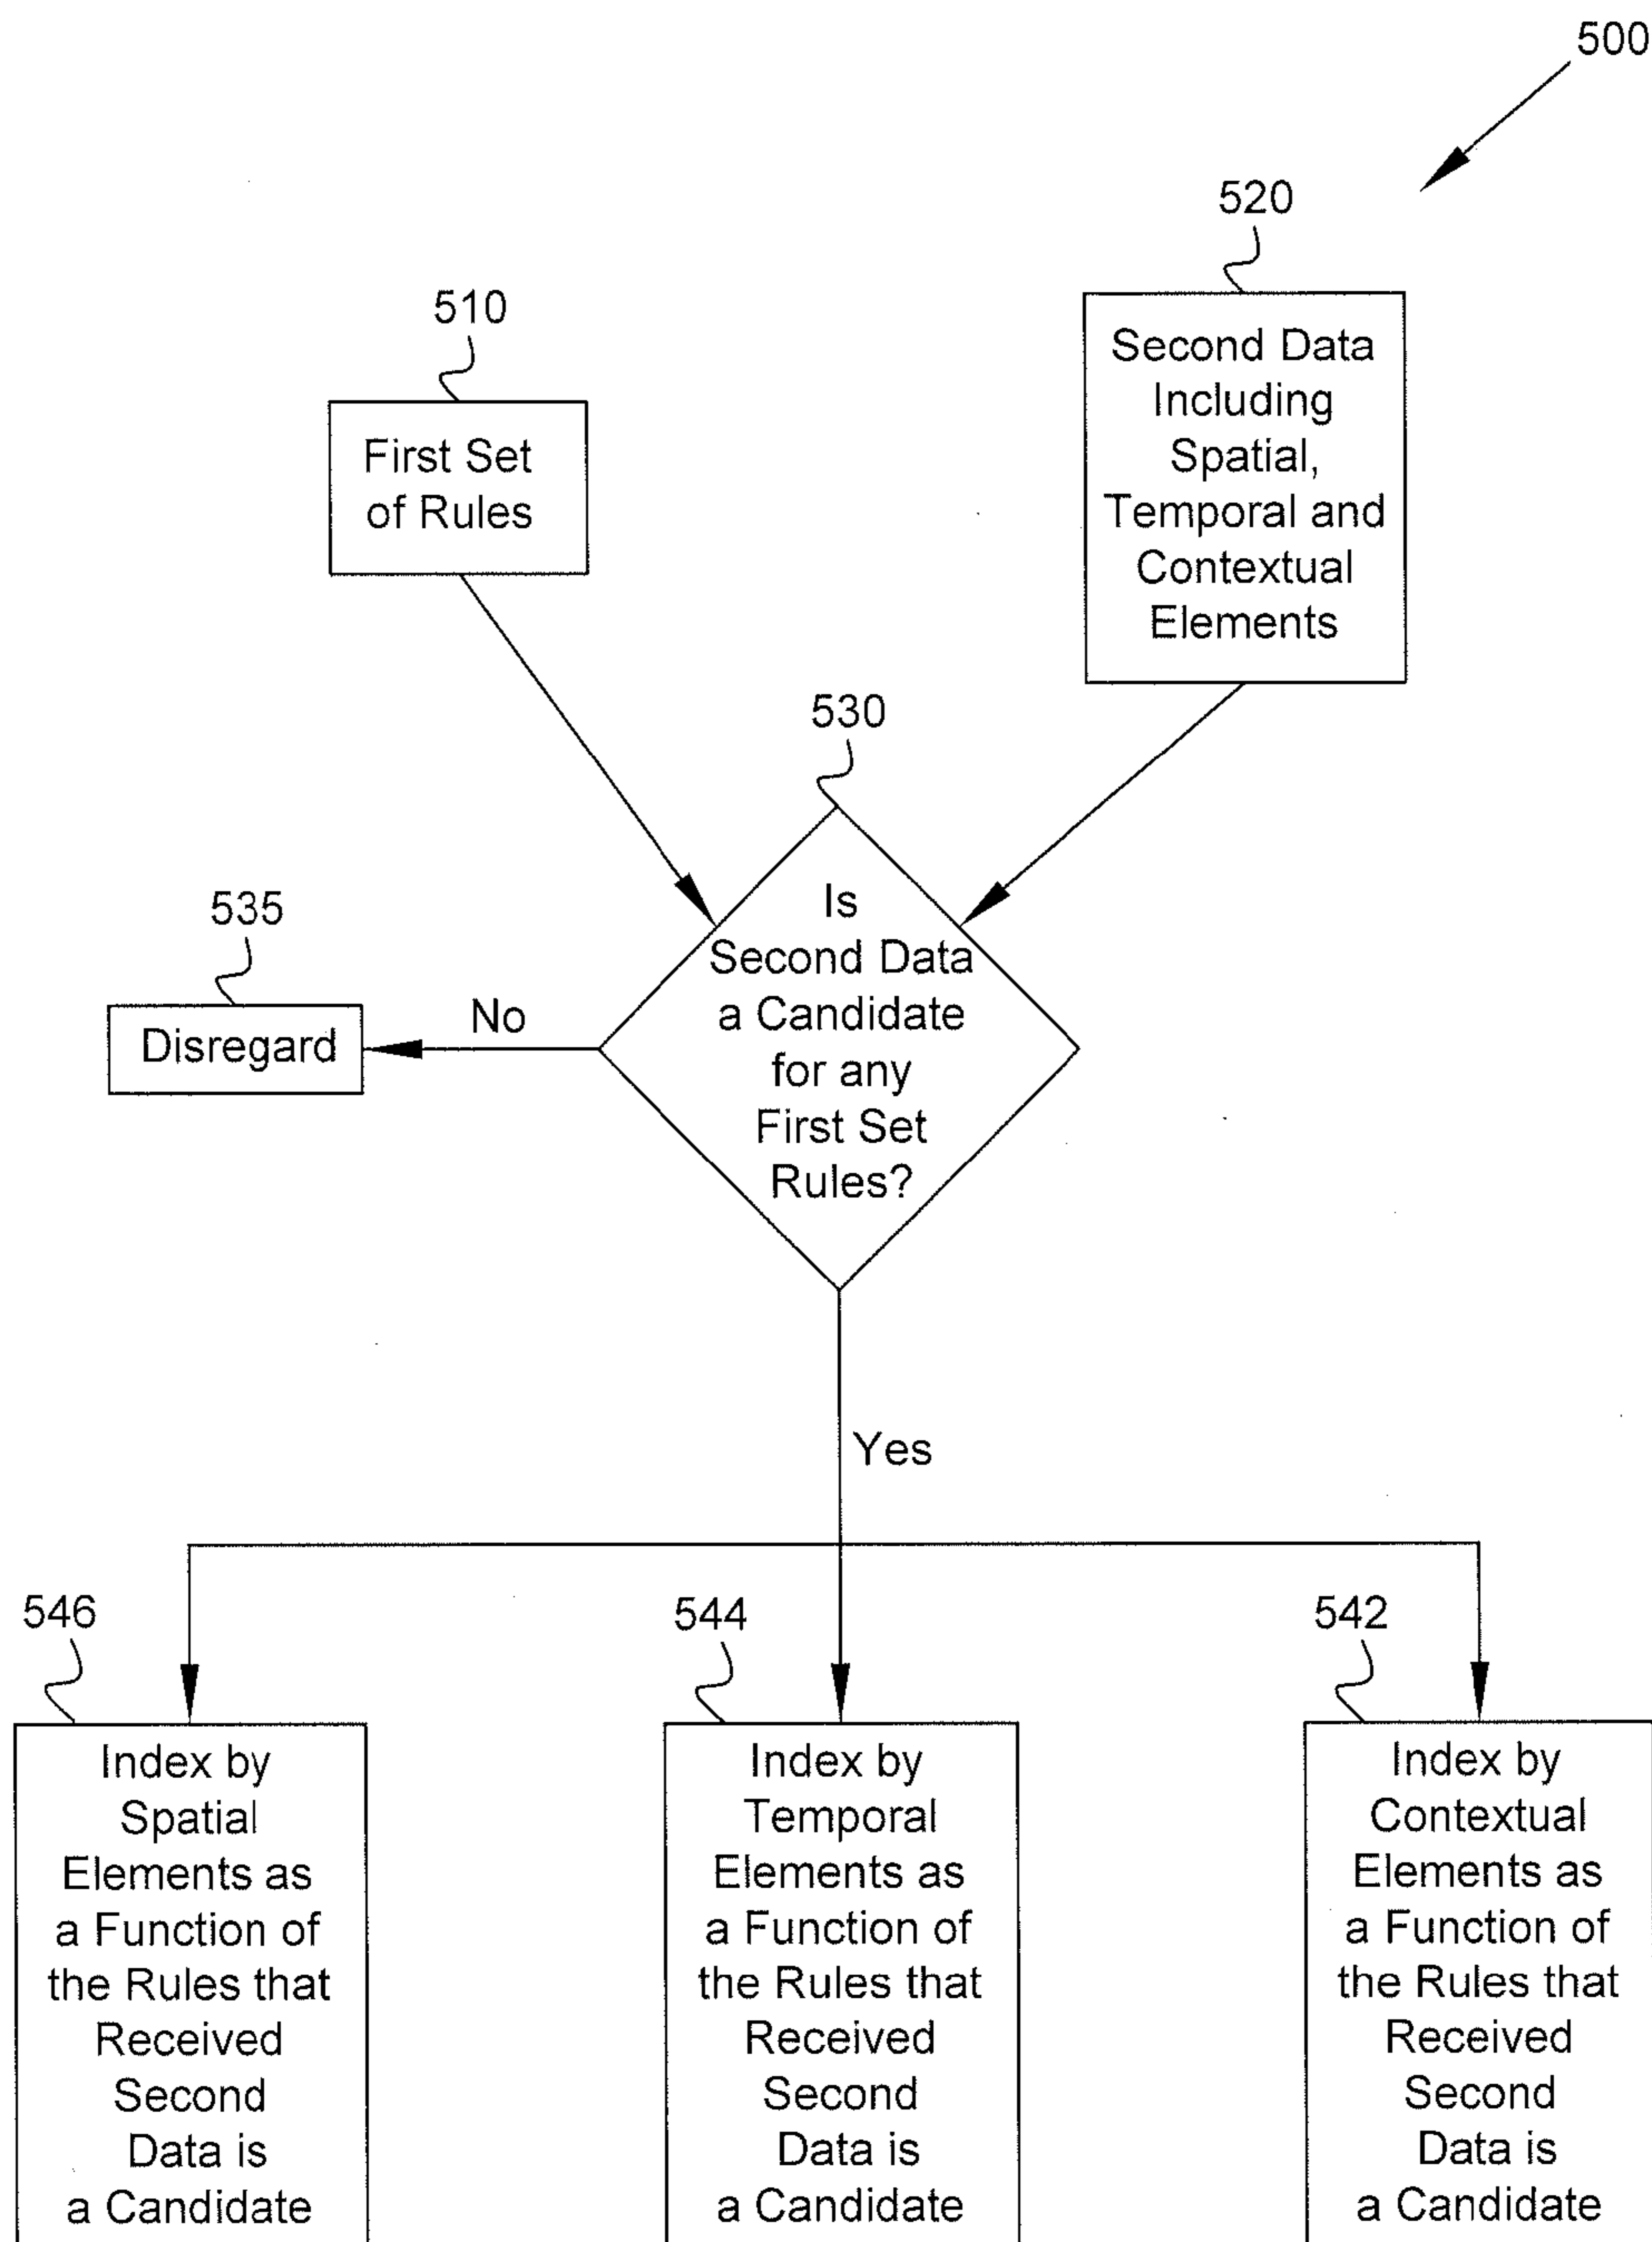 500
520
510
Second Data
Including
Spatial,
Temporal and
Contextual
Elements
First Set
of Rules
530
Is
Second Data
a Candidate
for any
First Set
Rules?
535
No
Disregard
Yes
546
Index by
Spatial
Elements as
a Function of
the Rules that
Received
Second
Data is
a Candidate
544
Index by
Temporal
Elements as
a Function of
the Rules that
Received
Second
Data is
a Candidate
542
Index by
Contextual
Elements as
a Function of
the Rules that
Received
Second
Data is
a Candidate